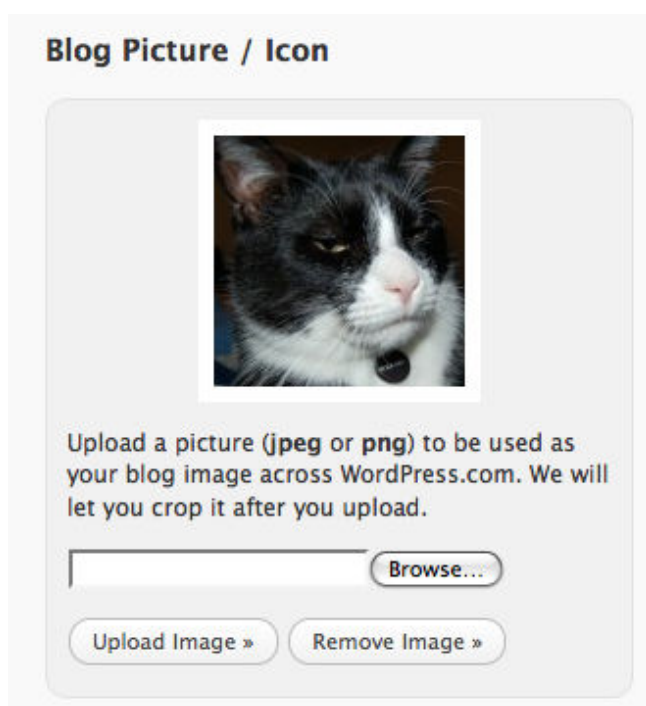 Blog Picture / Icon
Upload a picture (jpeg or png) to be used as
your blog image across WordPress.com. We will
let you crop it after you upload.
Browse...
Upload Image »
Remove Image »